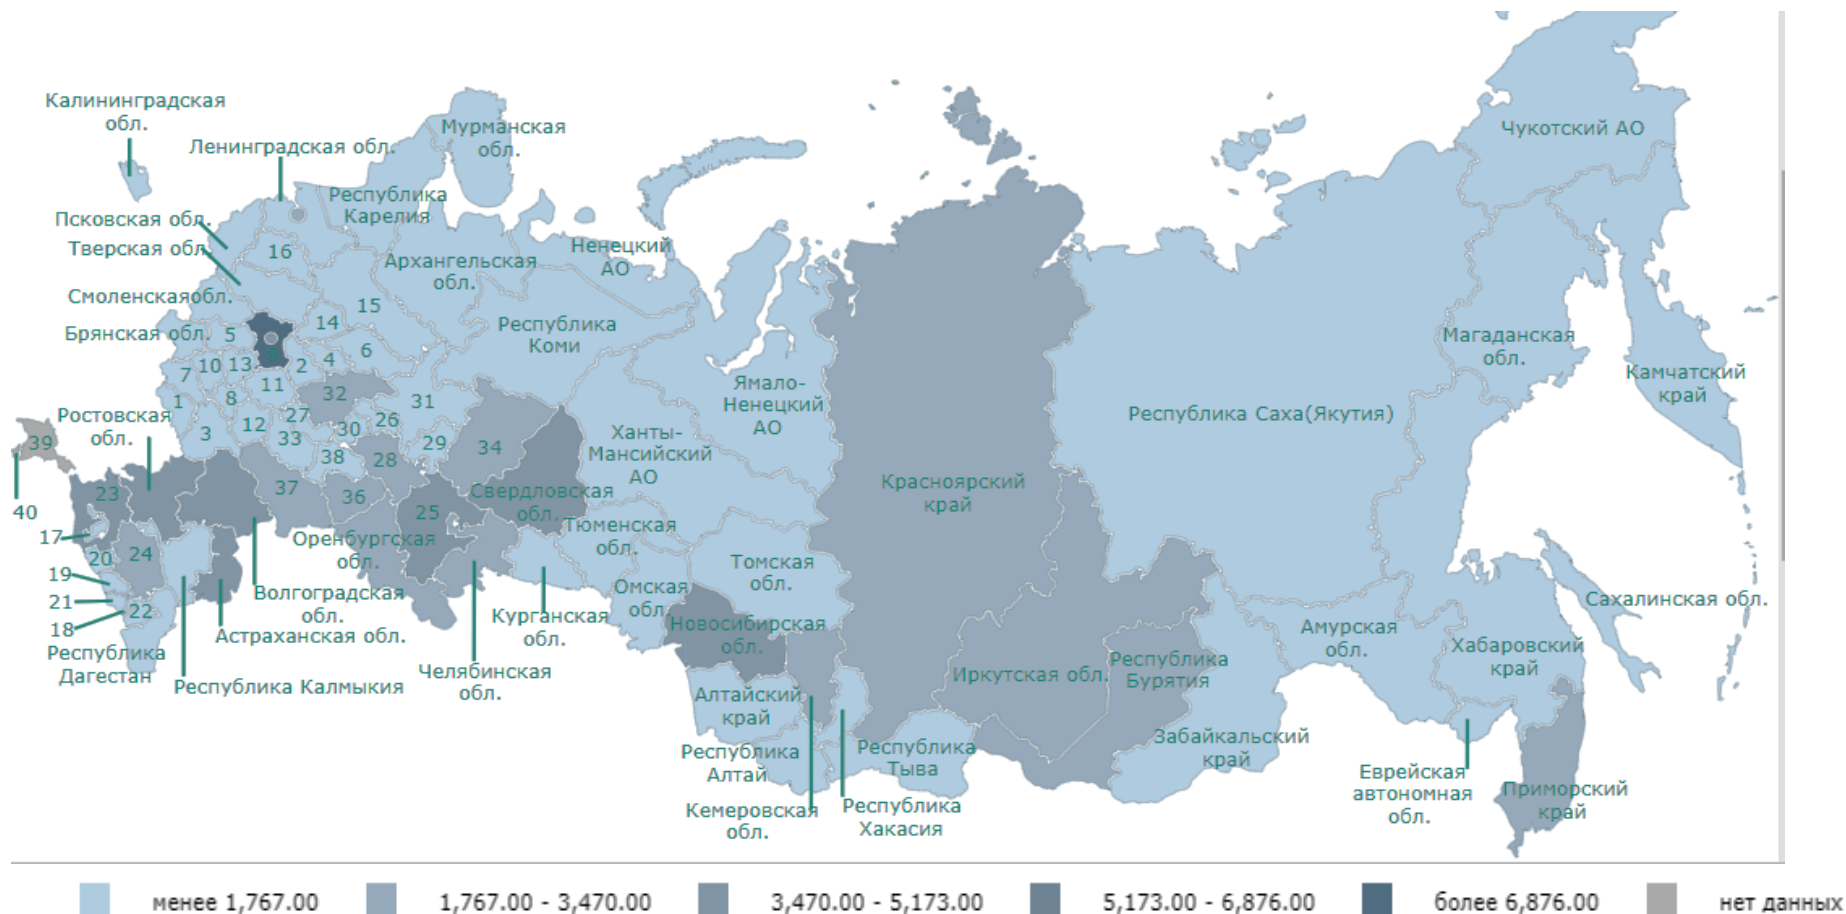 Калининградская
обл.
Мурманская
обл.
Чукотский АО
Ленинградская обл.
Республика
Карелия
Псковская обл.
Тверская обл.
16
Ненецкий
АО
Архангельская
обл.
Смоленскаяобл.
15
14
Брянская обл.
5
Республика
Коми
Магаданская
обл.
6
4
2
13
10
7
11
Камчатский
край
Ямало-
Ненецкий
АО
32
31
8
1
Ростовская
обл.
27
26
12
30
3
33
Республика Саха(Якутия)
39
29
34
38
28
Ханты-
Мансийский
АО
Красноярский
край
23
37
36
Свердловская
обл.
40
25
Тюменская
обл.
17
20
24
Оренбургская
обл.
Томская
обл.
19
21
18
22
Волгоградская
обл.
Омская
обл.
Сахалинская обл.
Курганская
обл.
Астраханская обл.
Новосибирская
обл.
Амурская
обл.
Хабаровский
край
Республика
Дагестан
Республика Калмыкия
Челябинская
обл.
Иркутская обл.
Республика
Бурятия
Алтайский
край
Республика
Алтай
Республика
Тыва
Забайкальский
край
Еврейская
автономная
обл.
Приморский
край
Кемеровская
обл.
Республика
Хакасия
менее 1,767.00
1,767.00 - 3,470.00
3,470.00 - 5,173.00
5,173.00 - 6,876.00
более 6,876.00
нет данных